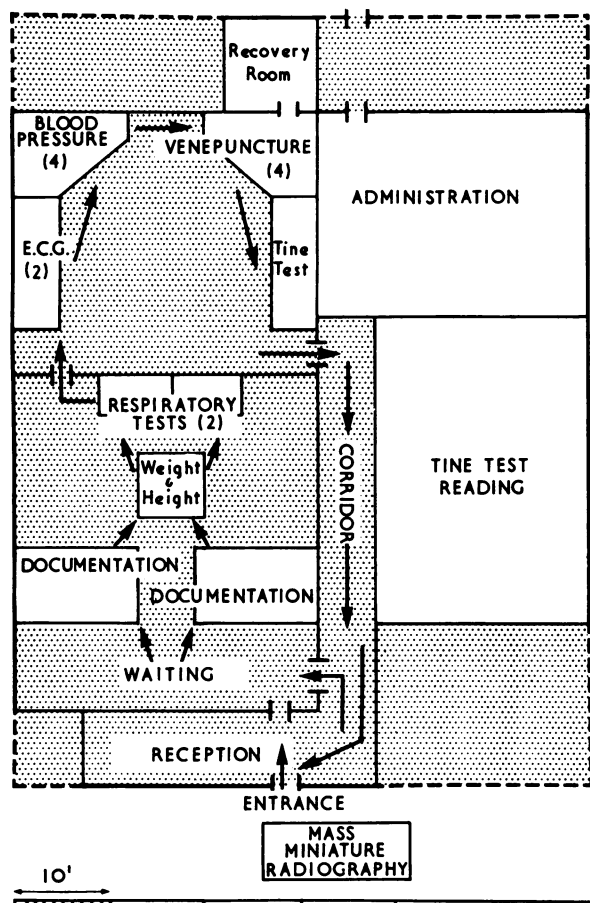 Recovery
Room
BLOOD
PRESSURE
(4)
VENEPUNCTURE
(4)
ADMINISTRATION
E.C.G.
(2)
Tine
Test
RESPIRATORY
TESTS (2)
Weight
&
Height
CORRIDOR
TINE TEST
READING
DOCUMENTATION
DOCUMENTATION
WAITING
RECEPTION
ENTRANCE
MASS
MINIATURE
RADIOGRAPHY
10'